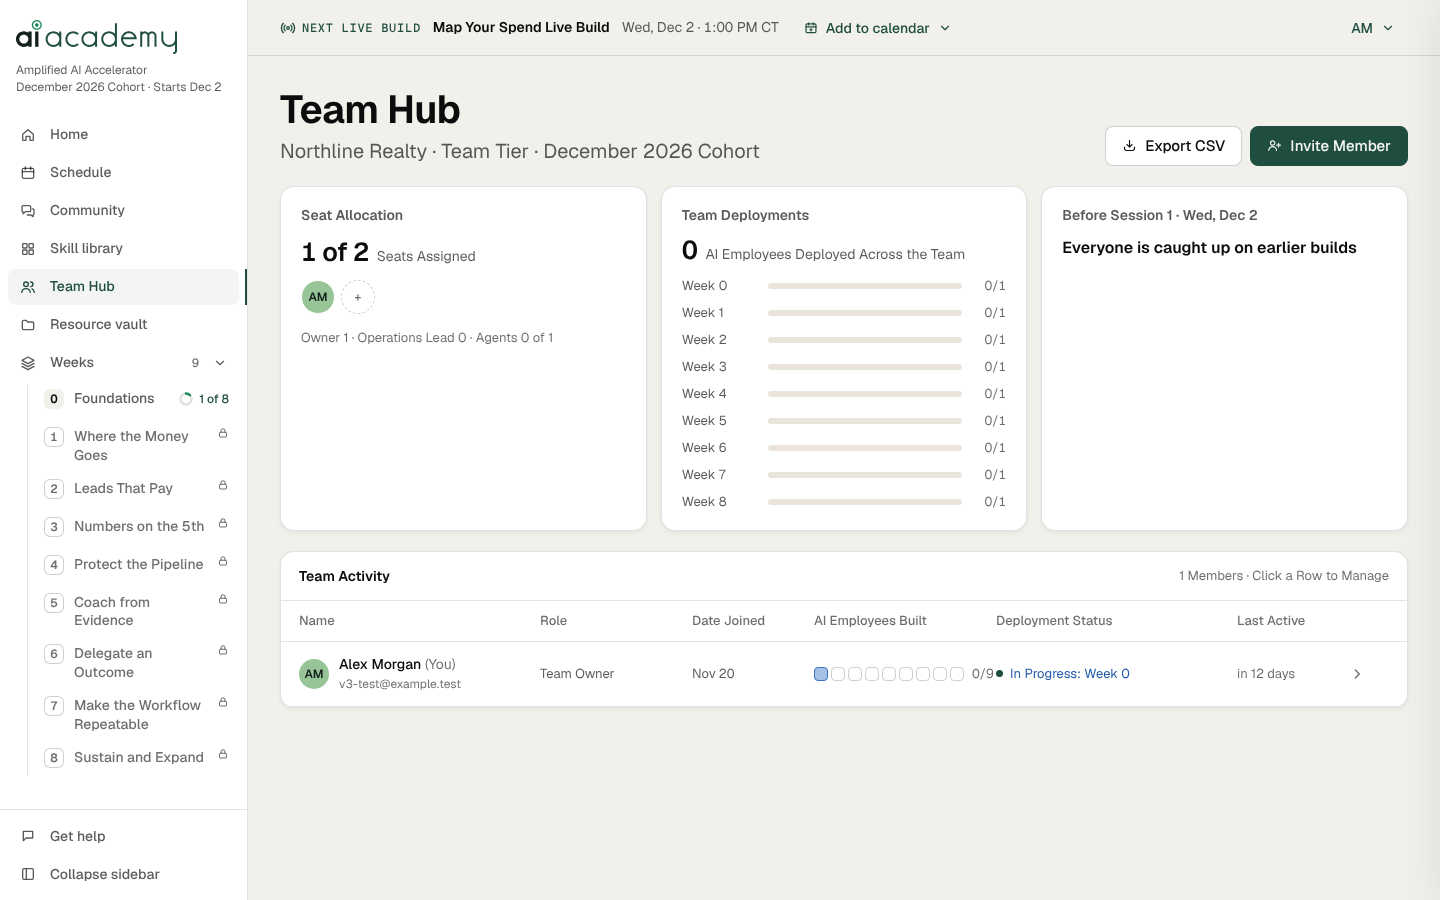 ai academy
Amplified AI Accelerator
December 2026 Cohort · Starts Dec 2
Home
Schedule
Community
Skill library
Team Hub
Resource vault
Weeks 9
0 Foundations 1 of 8
1 Where the Money
Goes
2 Leads That Pay
3 Numbers on the 5th
4 Protect the Pipeline
5 Coach from
Evidence
6 Delegate an
Outcome
7 Make the Workflow
Repeatable
8 Sustain and Expand
Get help
Collapse sidebar
NEXT LIVE BUILD Map Your Spend Live Build Wed, Dec 2 · 1:00 PM CT Add to calendar AM
Team Hub
Northline Realty · Team Tier · December 2026 Cohort
Export CSV Invite Member
Seat Allocation
1 of 2 Seats Assigned
AM +
Owner 1 · Operations Lead 0 · Agents 0 of 1
Team Deployments
0 AI Employees Deployed Across the Team
Week 0 0/1
Week 1 0/1
Week 2 0/1
Week 3 0/1
Week 4 0/1
Week 5 0/1
Week 6 0/1
Week 7 0/1
Week 8 0/1
Before Session 1 · Wed, Dec 2
Everyone is caught up on earlier builds
Team Activity 1 Members · Click a Row to Manage
Name Role Date Joined AI Employees Built Deployment Status Last Active
AM Alex Morgan (You) Team Owner Nov 20 0/9 In Progress: Week 0 in 12 days
v3-test@example.test